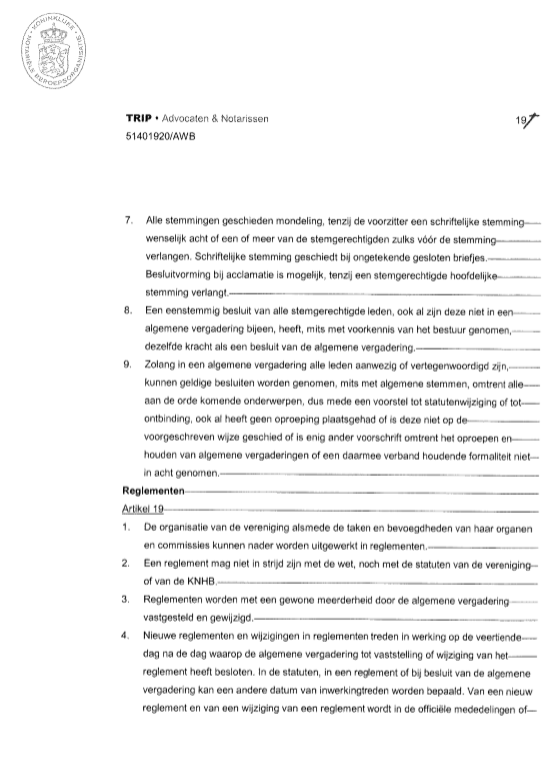 KONINKLIJKE
NOTARIËLE BEROEPSORGANISATIE
TRIP • Advocaten & Notarissen
19
51401920/AWB
7. Alle stemmingen geschieden mondeling, tenzij de voorzitter een schriftelijke stemming
wenselijk acht of een of meer van de stemgerechtigden zulks vóór de stemming
verlangen. Schriftelijke stemming geschiedt bij ongetekende gesloten briefjes.
Besluitvorming bij acclamatie is mogelijk, tenzij een stemgerechtigde hoofdelijke
stemming verlangt.
8. Een eenstemmig besluit van alle stemgerechtigde leden, ook al zijn deze niet in een
algemene vergadering bijeen, heeft, mits met voorkennis van het bestuur genomen,
dezelfde kracht als een besluit van de algemene vergadering.
9. Zolang in een algemene vergadering alle leden aanwezig of vertegenwoordigd zijn,
kunnen geldige besluiten worden genomen, mits met algemene stemmen, omtrent alle
aan de orde komende onderwerpen, dus mede een voorstel tot statutenwijziging of tot
ontbinding, ook al heeft geen oproeping plaatsgehad of is deze niet op de
voorgeschreven wijze geschied of is enig ander voorschrift omtrent het oproepen en
houden van algemene vergaderingen of een daarmee verband houdende formaliteit niet
in acht genomen.
Reglementen
Artikel 19
1. De organisatie van de vereniging alsmede de taken en bevoegdheden van haar organen
en commissies kunnen nader worden uitgewerkt in reglementen.
2. Een reglement mag niet in strijd zijn met de wet, noch met de statuten van de vereniging
of van de KNHB.
3. Reglementen worden met een gewone meerderheid door de algemene vergadering
vastgesteld en gewijzigd.
4. Nieuwe reglementen en wijzigingen in reglementen treden in werking op de veertiende
dag na de dag waarop de algemene vergadering tot vaststelling of wijziging van het
reglement heeft besloten. In de statuten, in een reglement of bij besluit van de algemene
vergadering kan een andere datum van inwerkingtreden worden bepaald. Van een nieuw
reglement en van een wijziging van een reglement wordt in de officiële mededelingen of